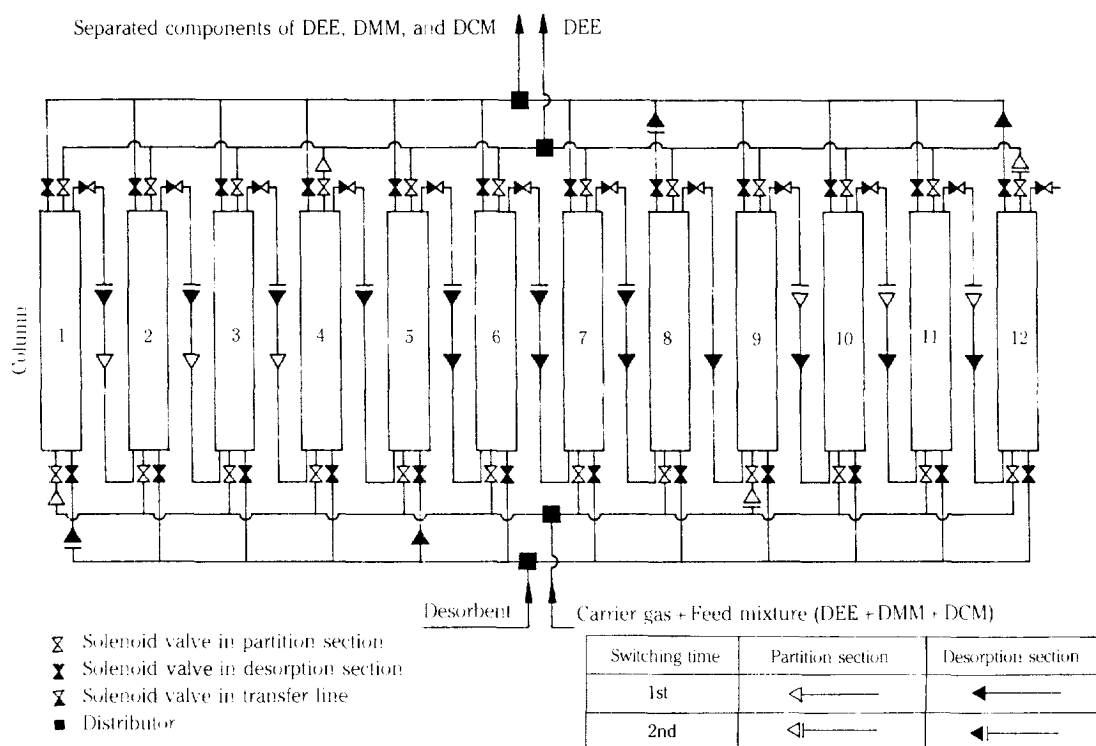 Separated components of DEE, DMM, and DCM
DEE
Column
1
2
3
4
5
6
7
8
9
10
11
12
Desorbent
Carrier gas + Feed mixture (DEE + DMM + DCM)
Solenoid valve in partition section
Solenoid valve in desorption section
Solenoid valve in transfer line
Distributor
Switching time Partition section Desorption section
1st
2nd